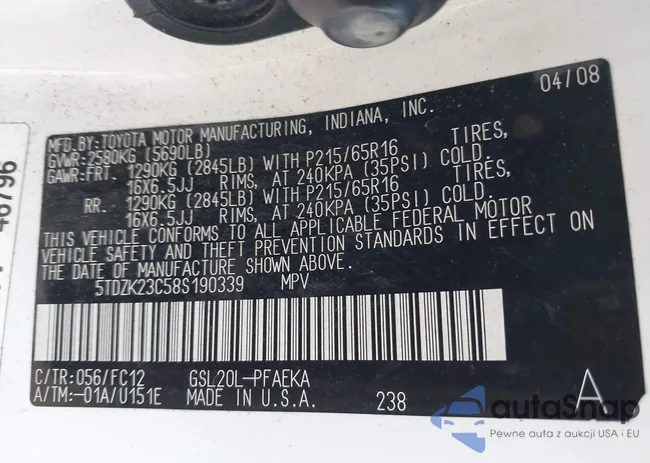 04/08
MFD.BY:TOYOTA MOTOR MANUFACTURING, INDIANA, INC.
GVWR:2580KG (5690LB)
GAWR:FRT. 1290KG (2845LB) WITH P215/65R16 TIRES,
16X6.5JJ RIMS, AT 240KPA (35PSI) COLD.
RR. 1290KG (2845LB) WITH P215/65R16 TIRES,
16X6.5JJ RIMS, AT 240KPA (35PSI) COLD.
THIS VEHICLE CONFORMS TO ALL APPLICABLE FEDERAL MOTOR
VEHICLE SAFETY AND THEFT PREVENTION STANDARDS IN EFFECT ON
THE DATE OF MANUFACTURE SHOWN ABOVE.
5TDZK23C58S190339 MPV
C/TR:056/FC12 GSL20L-PFAEKA
A/TM:-01A/U151E MADE IN U.S.A. 238 A
46796
autoSnap
Pewne auta z aukcji USA i EU